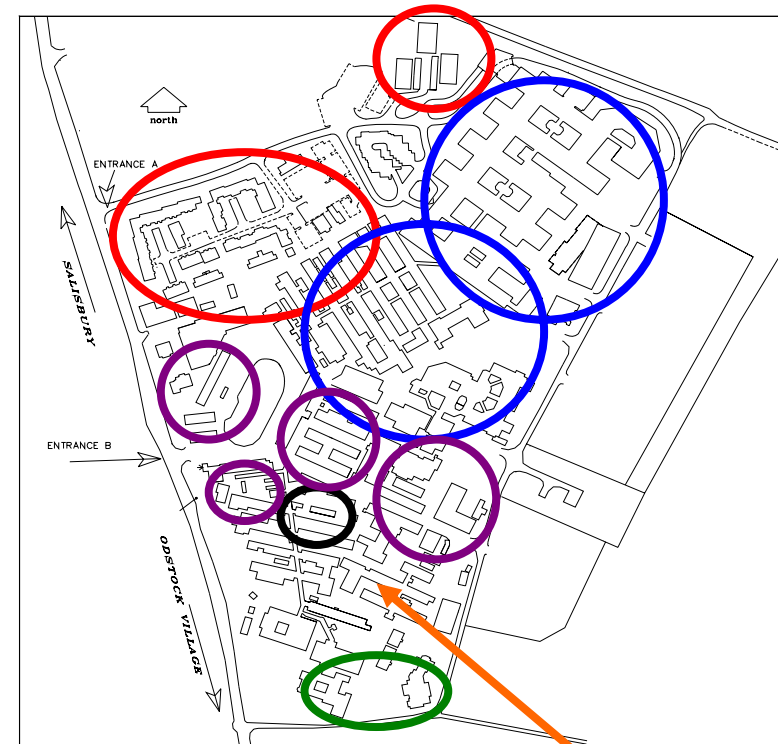 north
ENTRANCE A
SALISBURY
ENTRANCE B
ODSTOCK VILLAGE